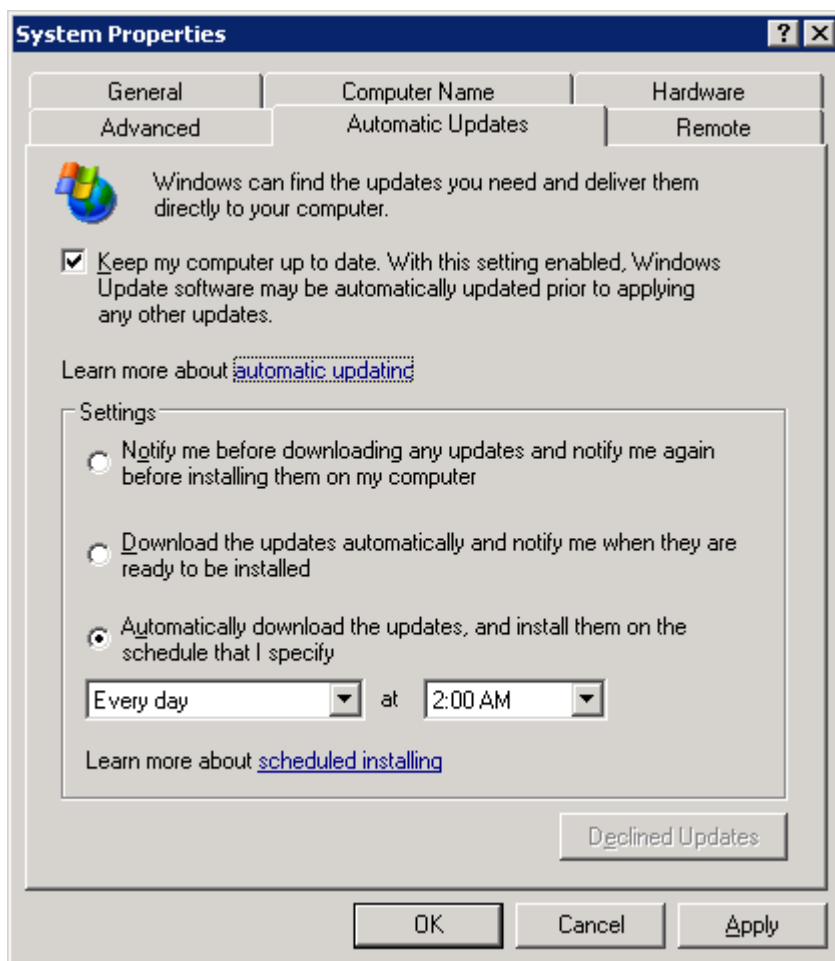 System Properties
General
Computer Name
Hardware
Advanced
Automatic Updates
Remote
Windows can find the updates you need and deliver them
directly to your computer.
Keep my computer up to date. With this setting enabled, Windows
Update software may be automatically updated prior to applying
any other updates.
Learn more about automatic updating
Settings
Notify me before downloading any updates and notify me again
before installing them on my computer
Download the updates automatically and notify me when they are
ready to be installed
Automatically download the updates, and install them on the
schedule that I specify
Every day at 2:00 AM
Learn more about scheduled installing
Declined Updates
OK
Cancel
Apply